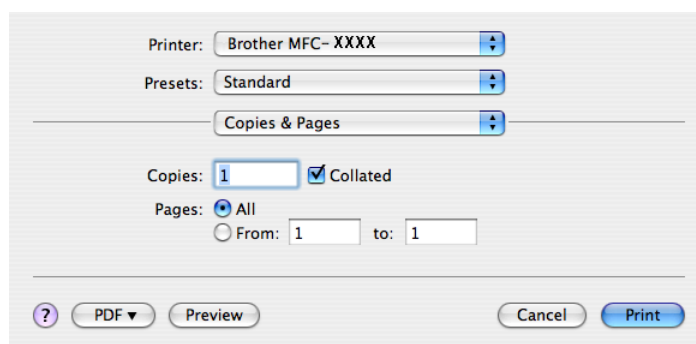 Printer: Brother MFC-XXXX
Presets: Standard
Copies & Pages
Copies: 1 Collated
Pages: All
From: 1 to: 1
? PDF▼ Preview Cancel Print